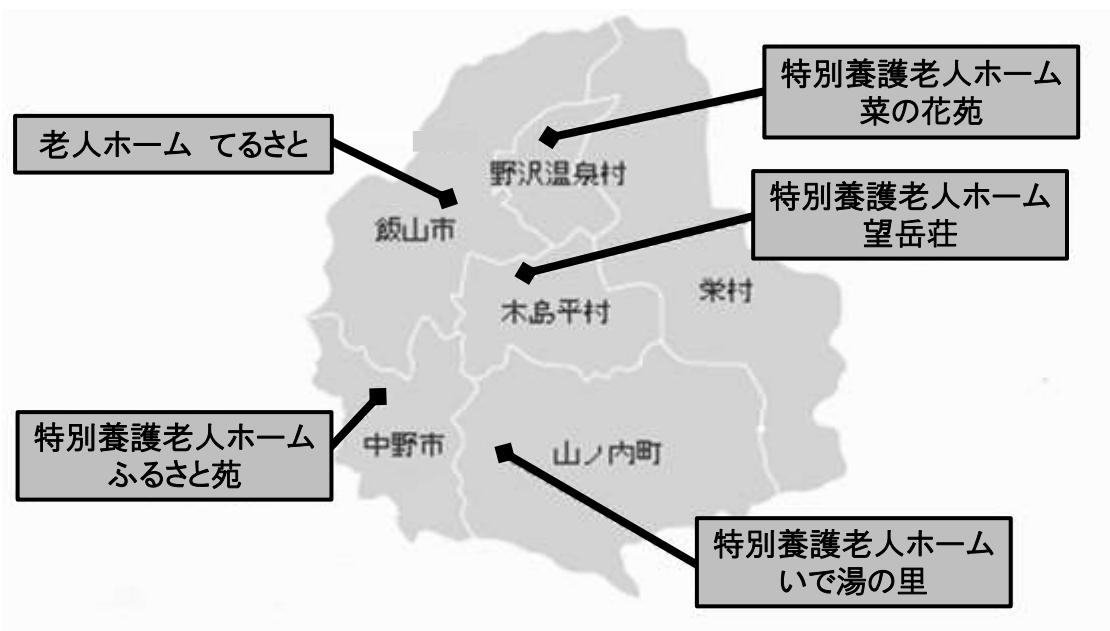 特別養護老人ホーム
菜の花苑
老人ホーム てるさと
野沢温泉村
特別養護老人ホーム
望岳荘
飯山市
栄村
木島平村
特別養護老人ホーム
ふるさと苑
中野市
山ノ内町
特別養護老人ホーム
いで湯の里